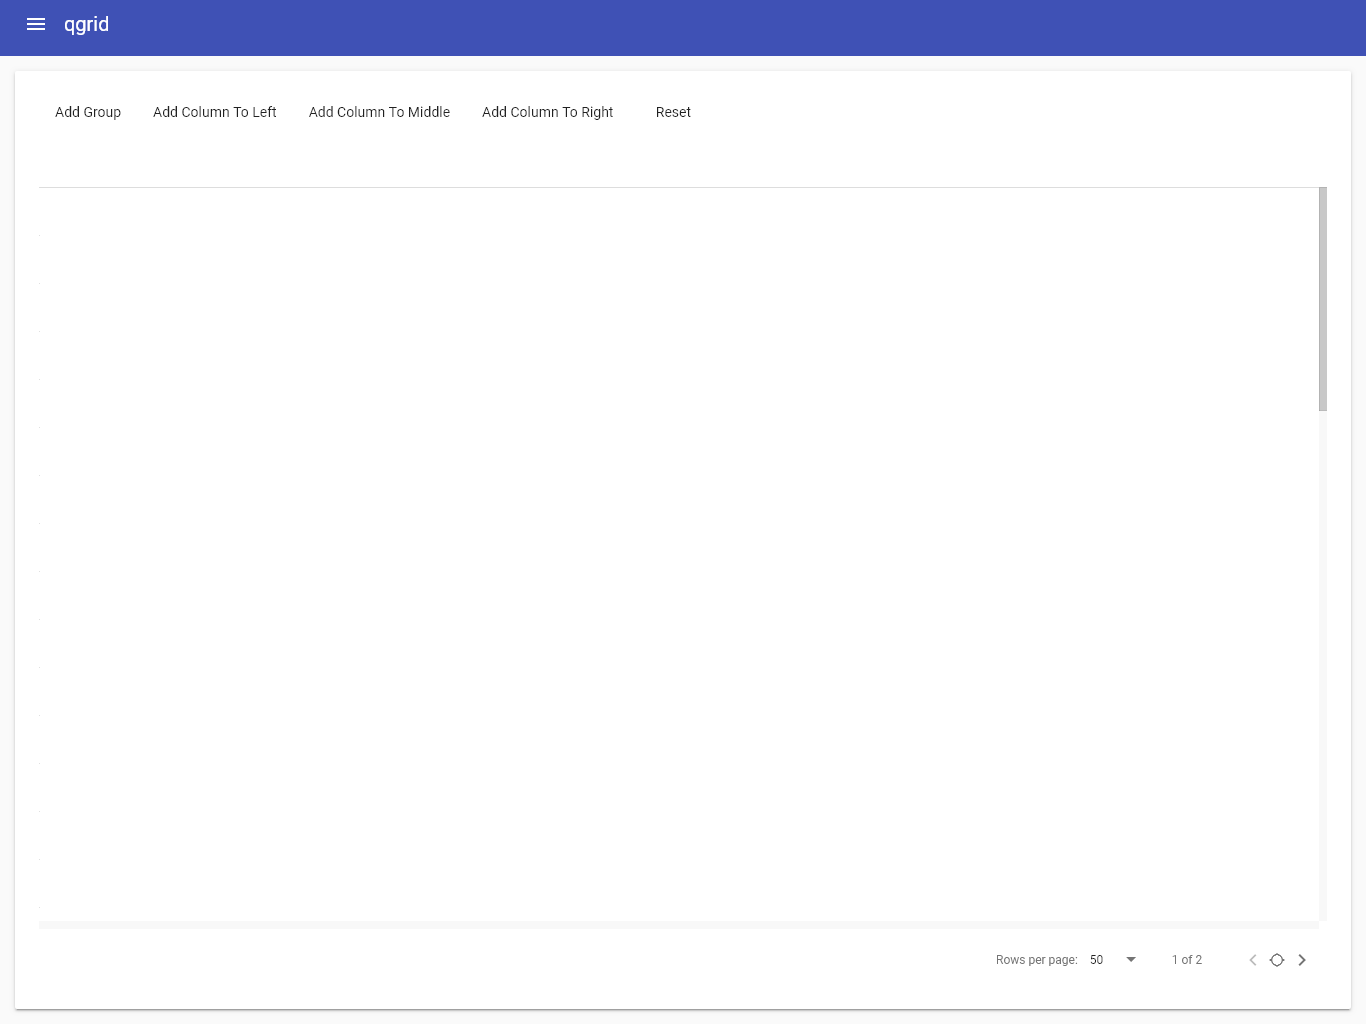 qgrid
Add Group Add Column To Left Add Column To Middle Add Column To Right Reset
Rows per page: 50 1 of 2